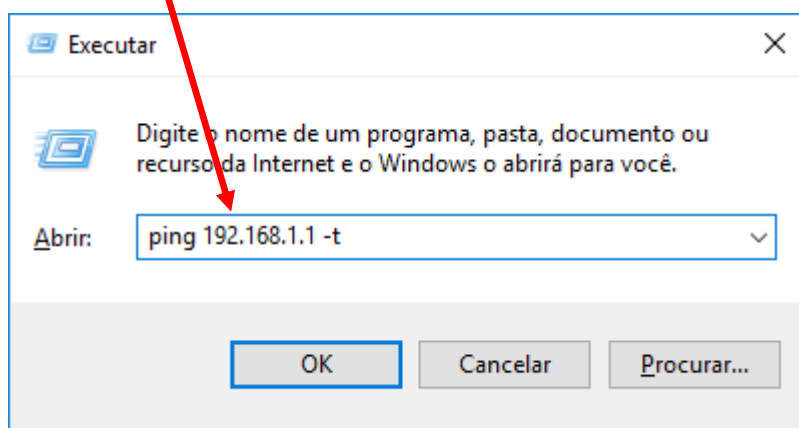 Executar
Digite o nome de um programa, pasta, documento ou
recurso da Internet e o Windows o abrirá para você.
Abrir: ping 192.168.1.1 -t
OK Cancelar Procurar...